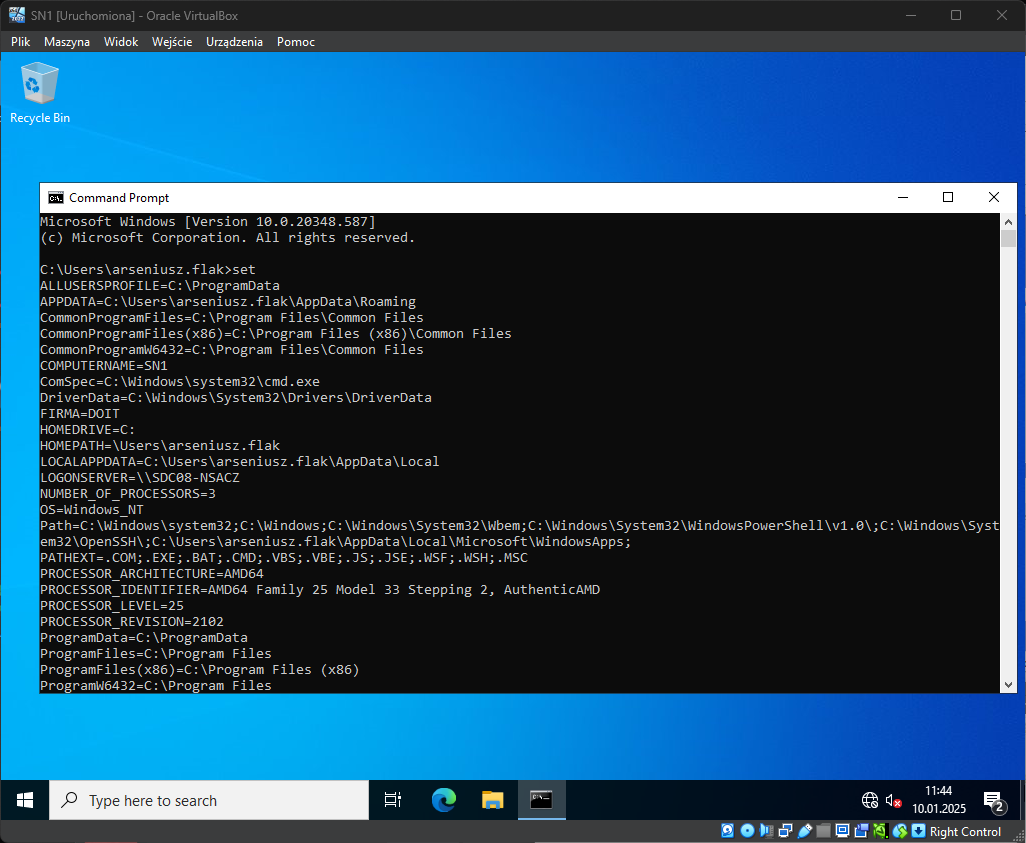 SN1 [Uruchomiona] - Oracle VirtualBox
Plik Maszyna Widok Wejście Urządzenia Pomoc
Recycle Bin
Command Prompt
Microsoft Windows [Version 10.0.20348.587]
(c) Microsoft Corporation. All rights reserved.
C:\Users\arseniusz.flak>set
ALLUSERSPROFILE=C:\ProgramData
APPDATA=C:\Users\arseniusz.flak\AppData\Roaming
CommonProgramFiles=C:\Program Files\Common Files
CommonProgramFiles(x86)=C:\Program Files (x86)\Common Files
CommonProgramW6432=C:\Program Files\Common Files
COMPUTERNAME=SN1
ComSpec=C:\Windows\system32\cmd.exe
DriverData=C:\Windows\System32\Drivers\DriverData
FIRMA=DOIT
HOMEDRIVE=C:
HOMEPATH=\Users\arseniusz.flak
LOCALAPPDATA=C:\Users\arseniusz.flak\AppData\Local
LOGONSERVER=\\SDC08-NSACZ
NUMBER_OF_PROCESSORS=3
OS=Windows_NT
Path=C:\Windows\system32;C:\Windows;C:\Windows\System32\Wbem;C:\Windows\System32\WindowsPowerShell\v1.0\;C:\Windows\Syst
em32\OpenSSH\;C:\Users\arseniusz.flak\AppData\Local\Microsoft\WindowsApps;
PATHEXT=.COM;.EXE;.BAT;.CMD;.VBS;.VBE;.JS;.JSE;.WSF;.WSH;.MSC
PROCESSOR_ARCHITECTURE=AMD64
PROCESSOR_IDENTIFIER=AMD64 Family 25 Model 33 Stepping 2, AuthenticAMD
PROCESSOR_LEVEL=25
PROCESSOR_REVISION=2102
ProgramData=C:\ProgramData
ProgramFiles=C:\Program Files
ProgramFiles(x86)=C:\Program Files (x86)
ProgramW6432=C:\Program Files
Type here to search
11:44
10.01.2025
2
Right Control